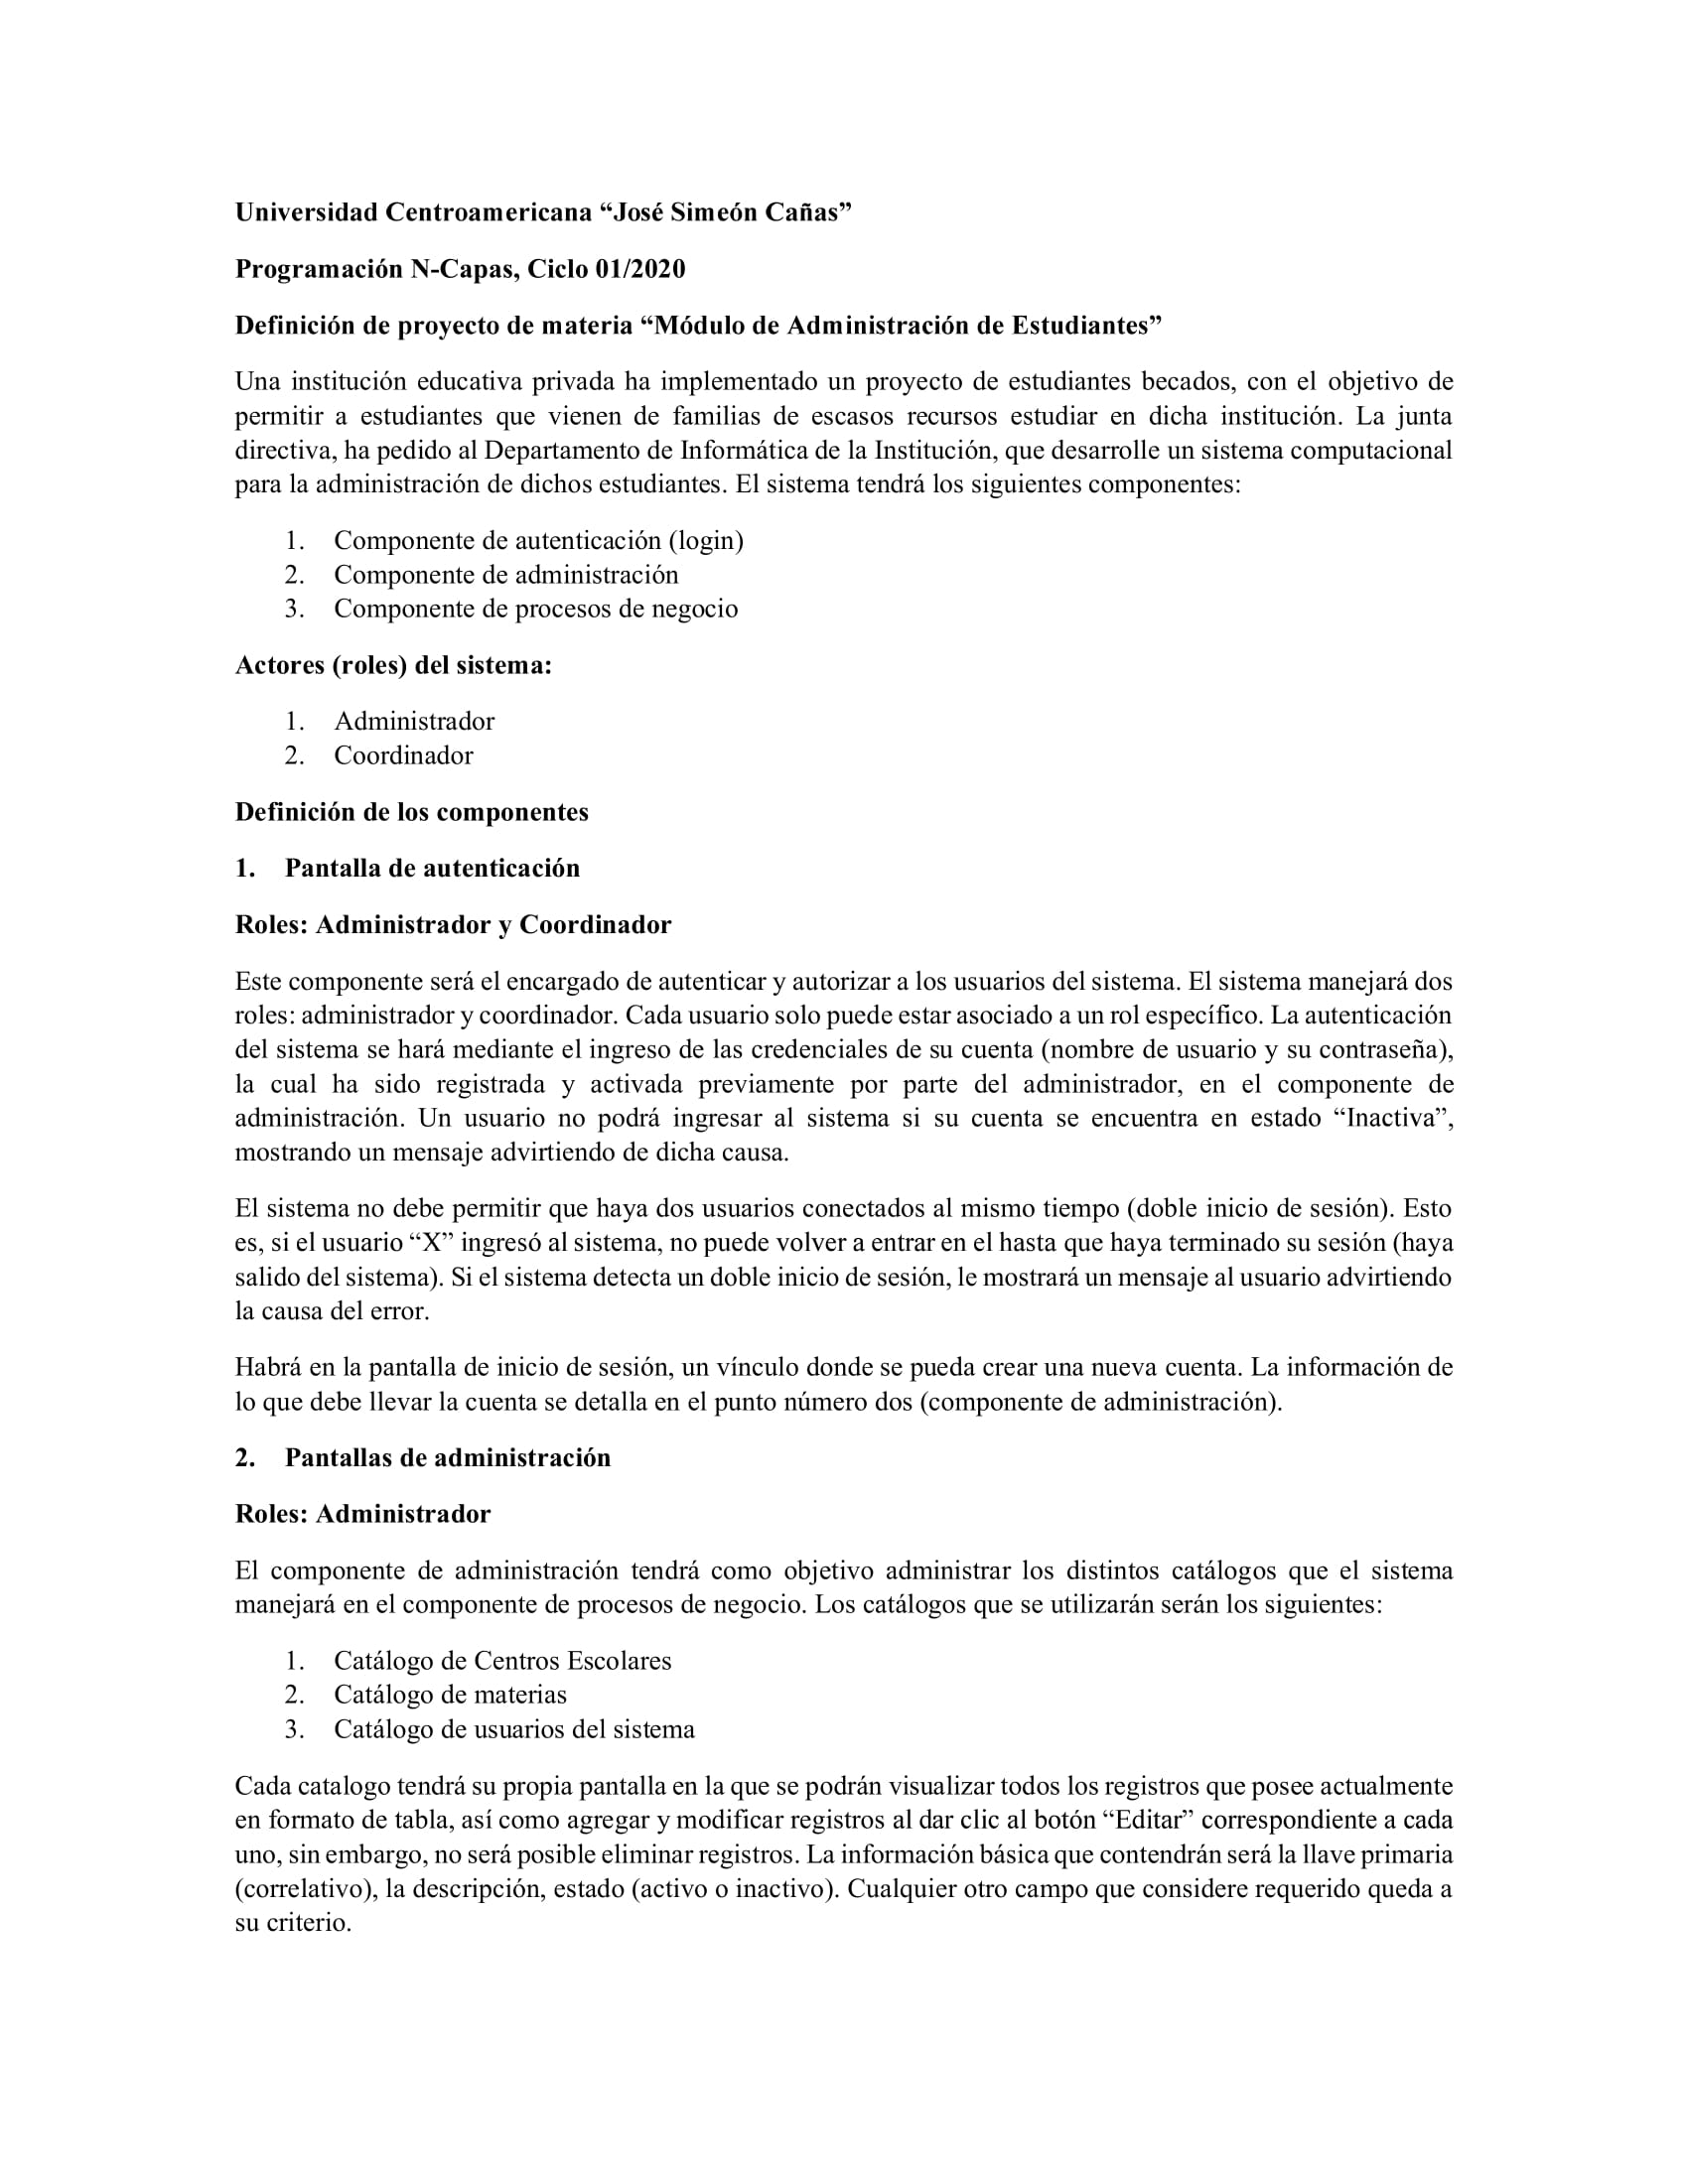 Universidad Centroamericana “José Simeón Cañas”
Programación N-Capas, Ciclo 01/2020
Definición de proyecto de materia “Módulo de Administración de Estudiantes”
Una institución educativa privada ha implementado un proyecto de estudiantes becados, con el objetivo de
permitir a estudiantes que vienen de familias de escasos recursos estudiar en dicha institución. La junta
directiva, ha pedido al Departamento de Informática de la Institución, que desarrolle un sistema computacional
para la administración de dichos estudiantes. El sistema tendrá los siguientes componentes:
1. Componente de autenticación (login)
2. Componente de administración
3. Componente de procesos de negocio
Actores (roles) del sistema:
1. Administrador
2. Coordinador
Definición de los componentes
1. Pantalla de autenticación
Roles: Administrador y Coordinador
Este componente será el encargado de autenticar y autorizar a los usuarios del sistema. El sistema manejará dos
roles: administrador y coordinador. Cada usuario solo puede estar asociado a un rol específico. La autenticación
del sistema se hará mediante el ingreso de las credenciales de su cuenta (nombre de usuario y su contraseña),
la cual ha sido registrada y activada previamente por parte del administrador, en el componente de
administración. Un usuario no podrá ingresar al sistema si su cuenta se encuentra en estado “Inactiva”,
mostrando un mensaje advirtiendo de dicha causa.
El sistema no debe permitir que haya dos usuarios conectados al mismo tiempo (doble inicio de sesión). Esto
es, si el usuario “X” ingresó al sistema, no puede volver a entrar en el hasta que haya terminado su sesión (haya
salido del sistema). Si el sistema detecta un doble inicio de sesión, le mostrará un mensaje al usuario advirtiendo
la causa del error.
Habrá en la pantalla de inicio de sesión, un vínculo donde se pueda crear una nueva cuenta. La información de
lo que debe llevar la cuenta se detalla en el punto número dos (componente de administración).
2. Pantallas de administración
Roles: Administrador
El componente de administración tendrá como objetivo administrar los distintos catálogos que el sistema
manejará en el componente de procesos de negocio. Los catálogos que se utilizarán serán los siguientes:
1. Catálogo de Centros Escolares
2. Catálogo de materias
3. Catálogo de usuarios del sistema
Cada catalogo tendrá su propia pantalla en la que se podrán visualizar todos los registros que posee actualmente
en formato de tabla, así como agregar y modificar registros al dar clic al botón “Editar” correspondiente a cada
uno, sin embargo, no será posible eliminar registros. La información básica que contendrán será la llave primaria
(correlativo), la descripción, estado (activo o inactivo). Cualquier otro campo que considere requerido queda a
su criterio.